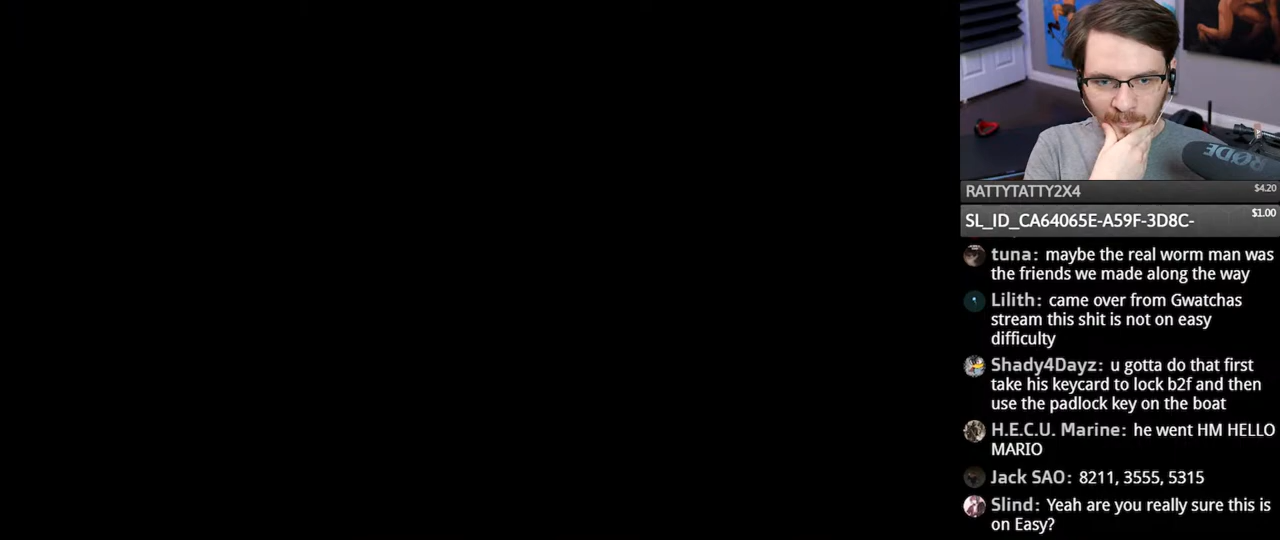 RØDE
RATTYTATTY2X4 $4.20
SL_ID_CA64065E-A59F-3D8C- $1.00
tuna: maybe the real worm man was
the friends we made along the way
Lilith: came over from Gwatchas
stream this shit is not on easy
difficulty
Shady4Dayz: u gotta do that first
take his keycard to lock b2f and then
use the padlock key on the boat
H.E.C.U. Marine: he went HM HELLO
MARIO
Jack SAO: 8211, 3555, 5315
Slind: Yeah are you really sure this is
on Easy?